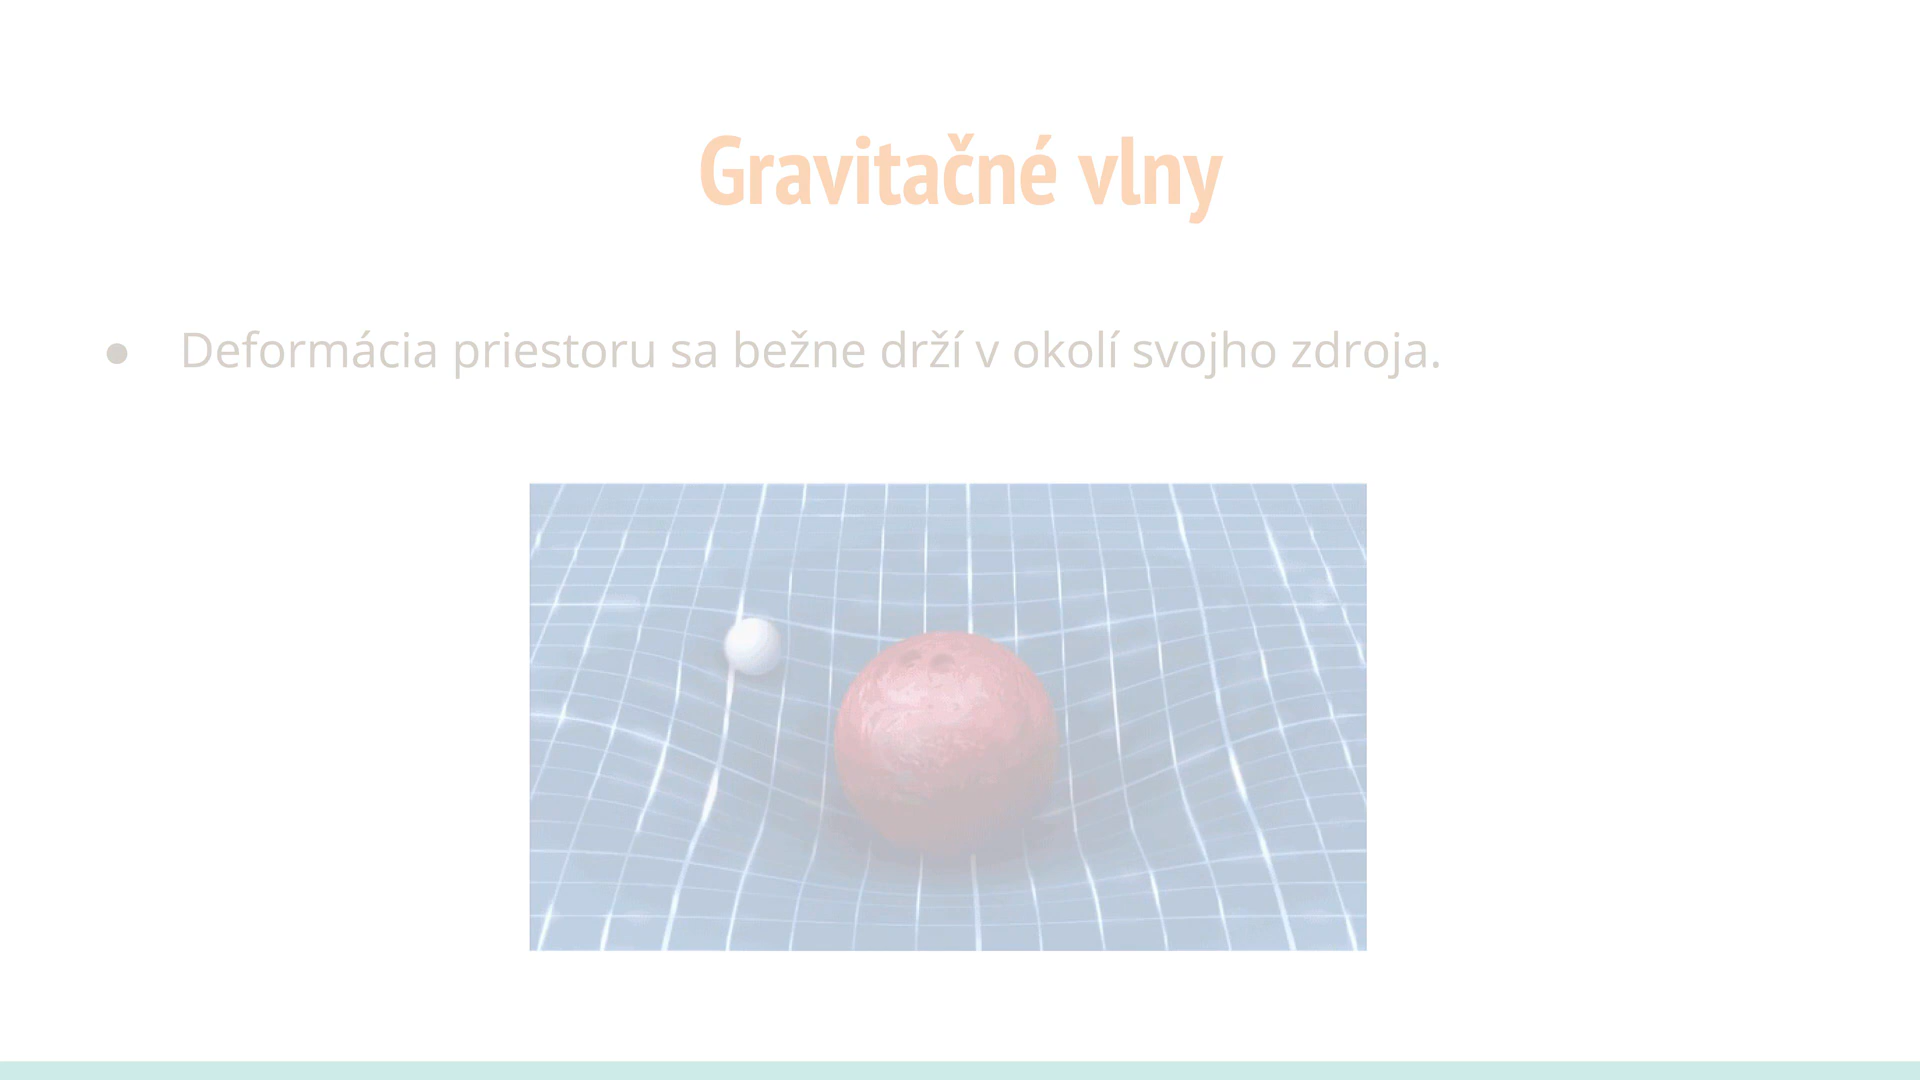 Gravitačné vlny
● Deformácia priestoru sa bežne drží v okolí svojho zdroja.